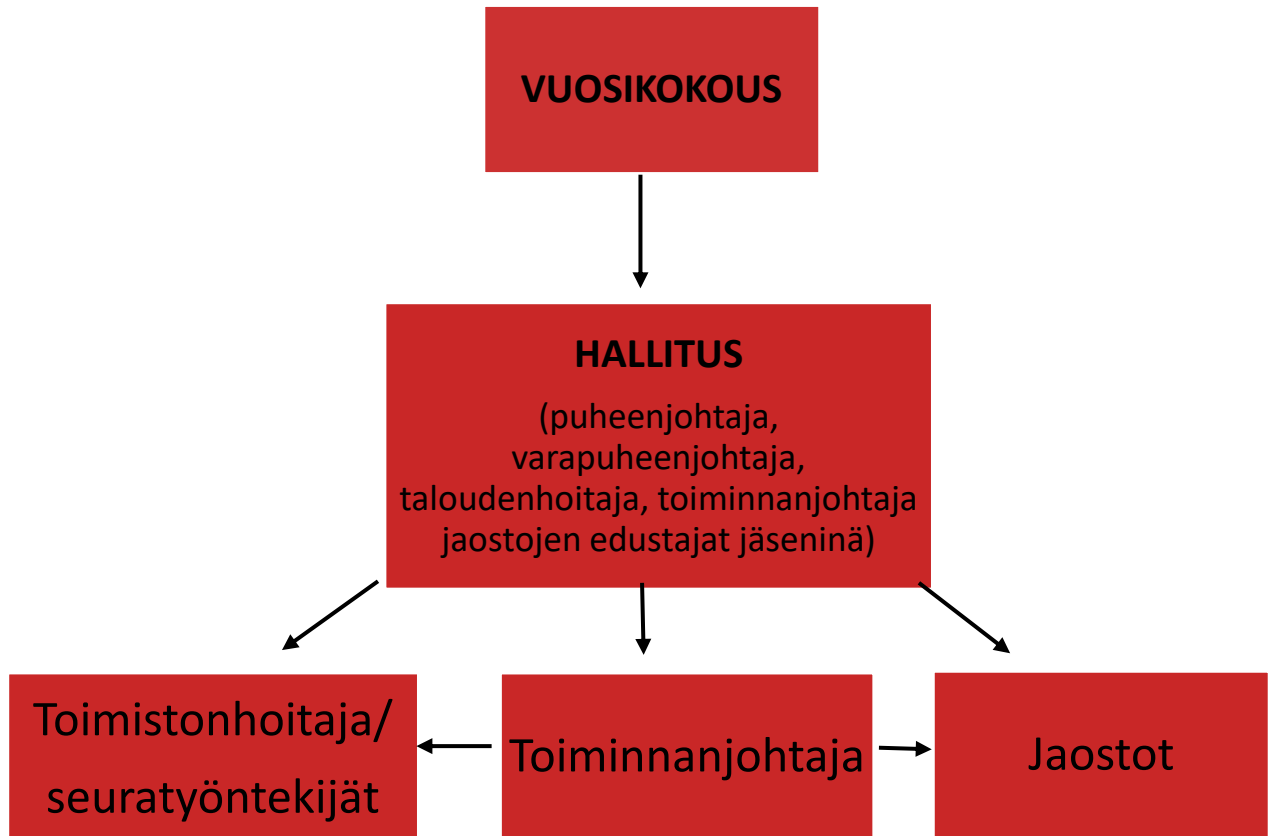 VUOSIKOKOUS
HALLITUS
(puheenjohtaja,
varapuheenjohtaja,
taloudenhoitaja, toiminnanjohtaja
jaostojen edustajat jäseninä)
Toimistonhoitaja/
seuratyöntekijät
Toiminnanjohtaja
Jaostot